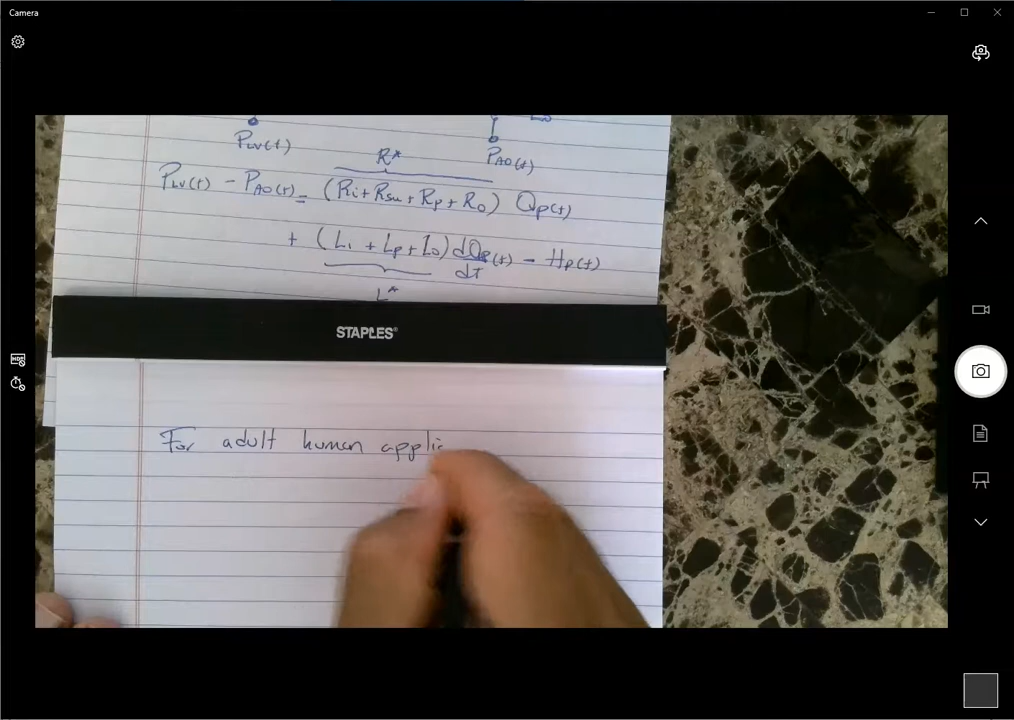 Camera
PLV(t)
PAO(t)
R*
PLV(t) - PAO(t) = (Ri + Rsu + Rp + Ro) Qp(t)
+ (Li + Lp + Lo) dQp(t) - Hp(t)
dt
L*
STAPLES
For adult human appli